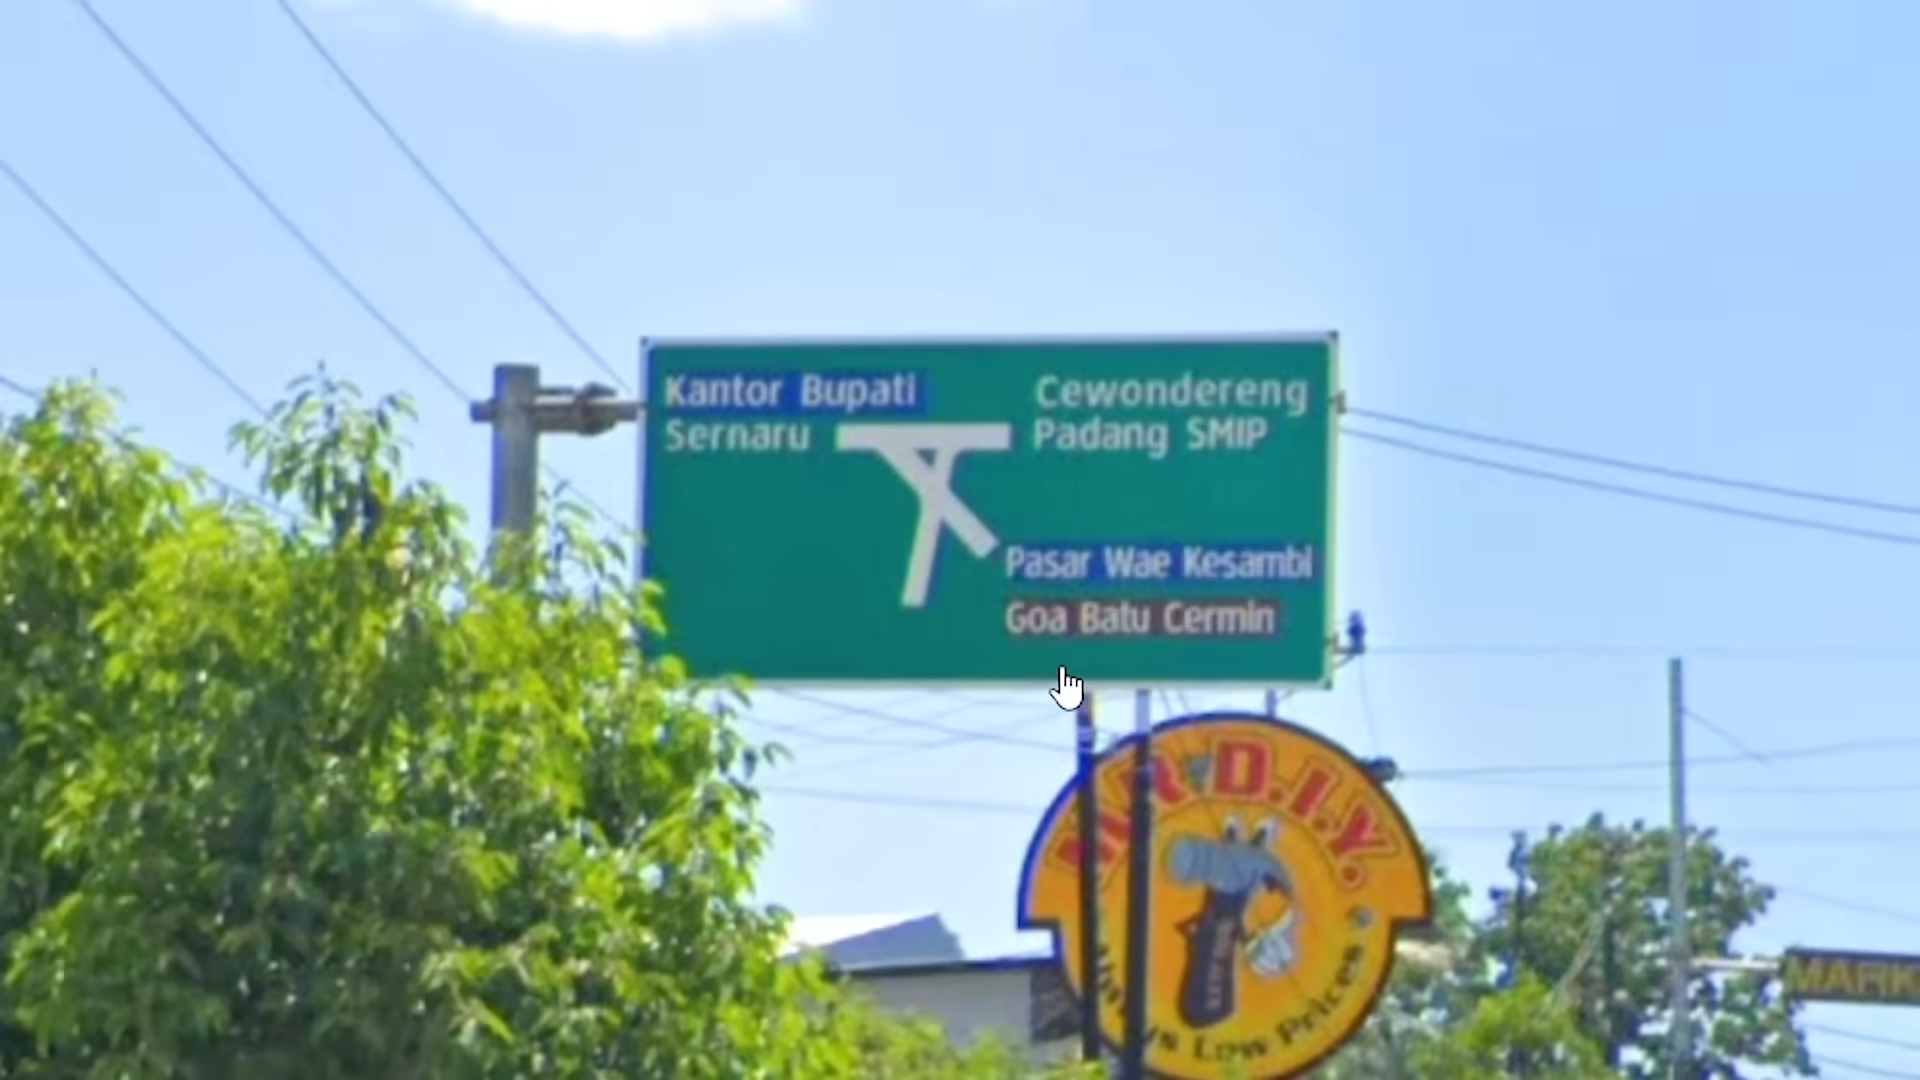 Kantor Bupati
Sernaru
Cewondereng
Padang SMIP
Pasar Wae Kesambi
Goa Batu Cermin
MR.D.I.Y.
Always Low Prices